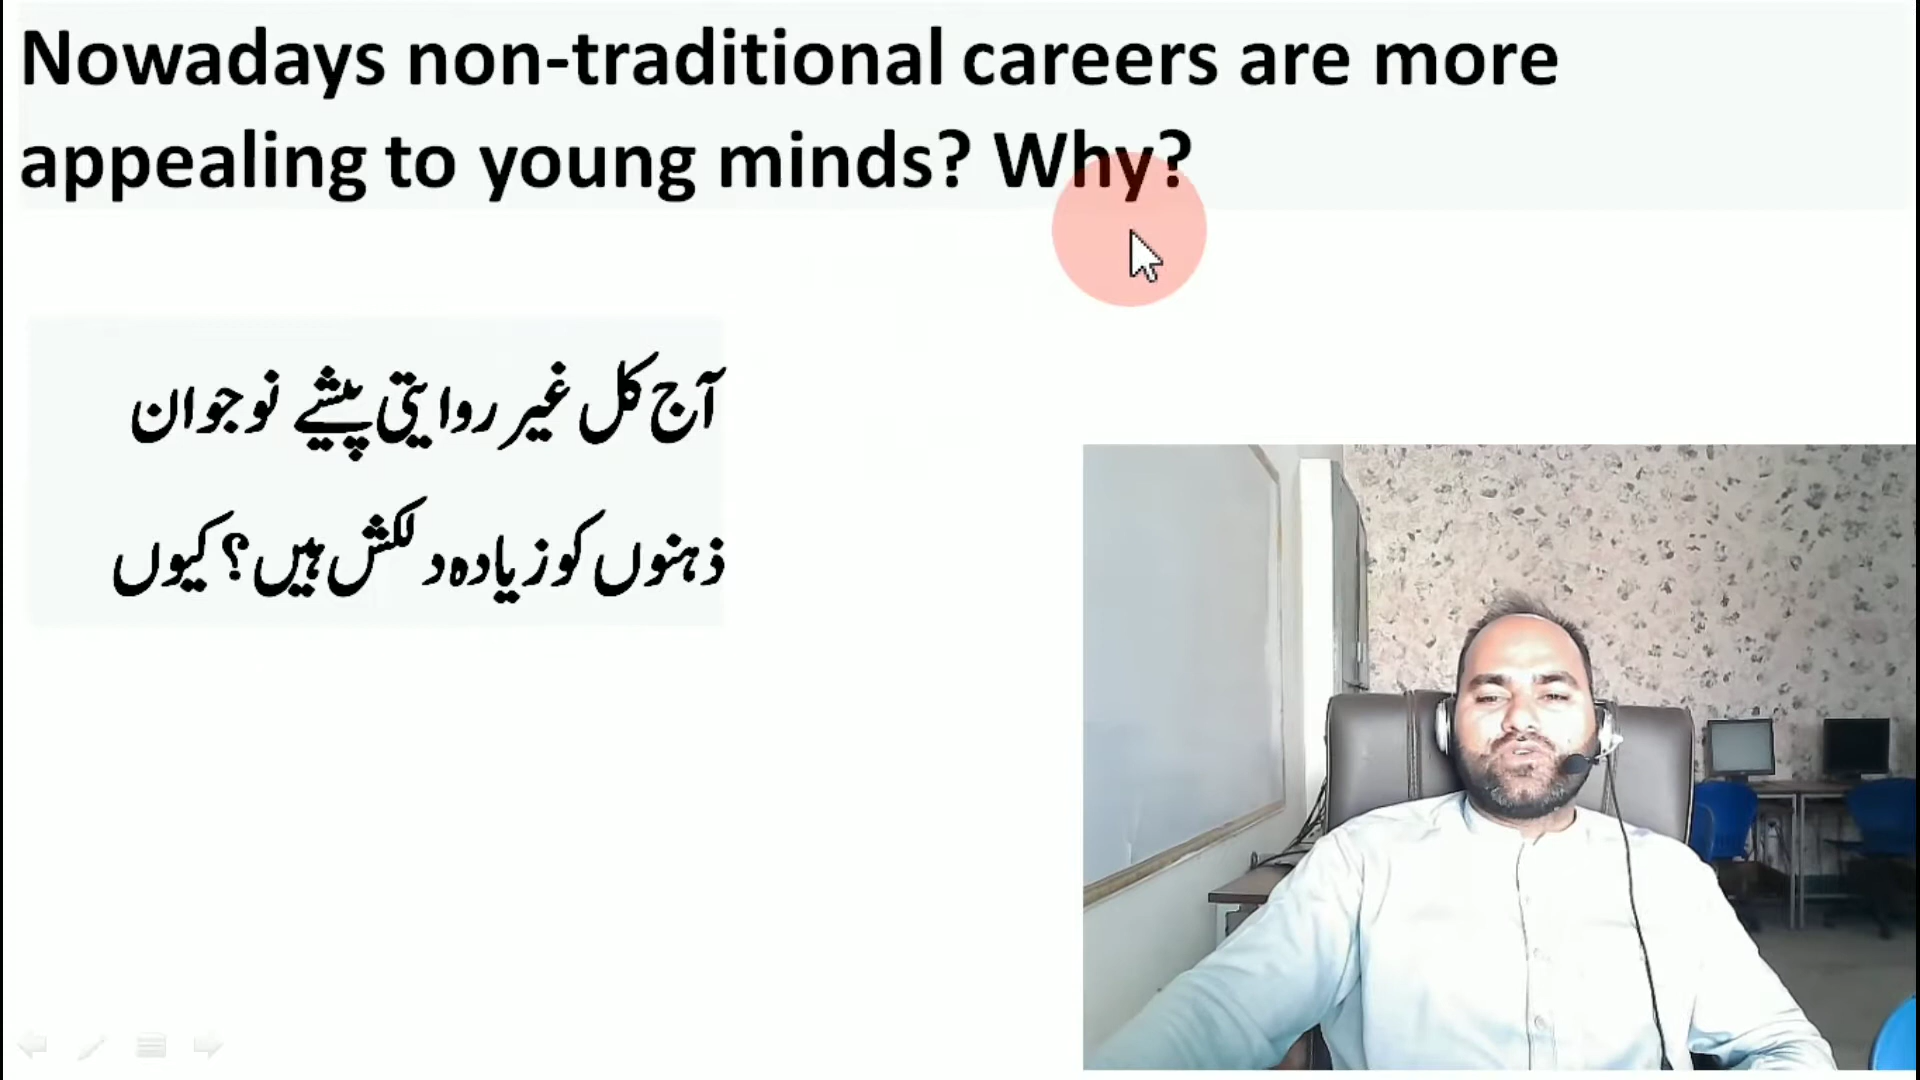 Nowadays non-traditional careers are more
appealing to young minds? Why?
آج کل غیر روایتی پیشے نوجوان
ذہنوں کو زیادہ دلکش ہیں؟ کیوں